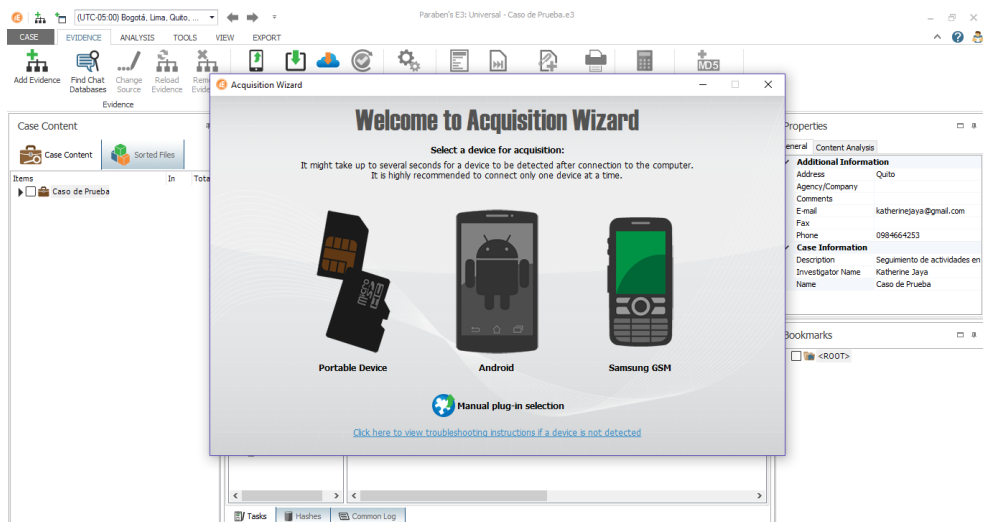 (UTC-05:00) Bogotá, Lima, Quito, ...
Paraben's E3: Universal - Caso de Prueba.e3
CASE EVIDENCE ANALYSIS TOOLS VIEW EXPORT
Add Evidence
Find Chat Databases
Change Source
Reload Evidence
MD5
Evidence
Acquisition Wizard
Welcome to Acquisition Wizard
Select a device for acquisition:
It might take up to several seconds for a device to be detected after connection to the computer.
It is highly recommended to connect only one device at a time.
micro
Portable Device
Android
Samsung GSM
Manual plug-in selection
Click here to view troubleshooting instructions if a device is not detected
Case Content
Case Content
Sorted Files
Items In
Caso de Prueba
Content Analysis
Additional Information
Address Quito
Agency/Company
Comments
E-mail katherinejaya@gmail.com
Fax
Phone 0984664253
Case Information
Description Seguimiento de actividades en
Investigator Name Katherine Jaya
Name Caso de Prueba
<ROOT>
Tasks Hashes Common Log